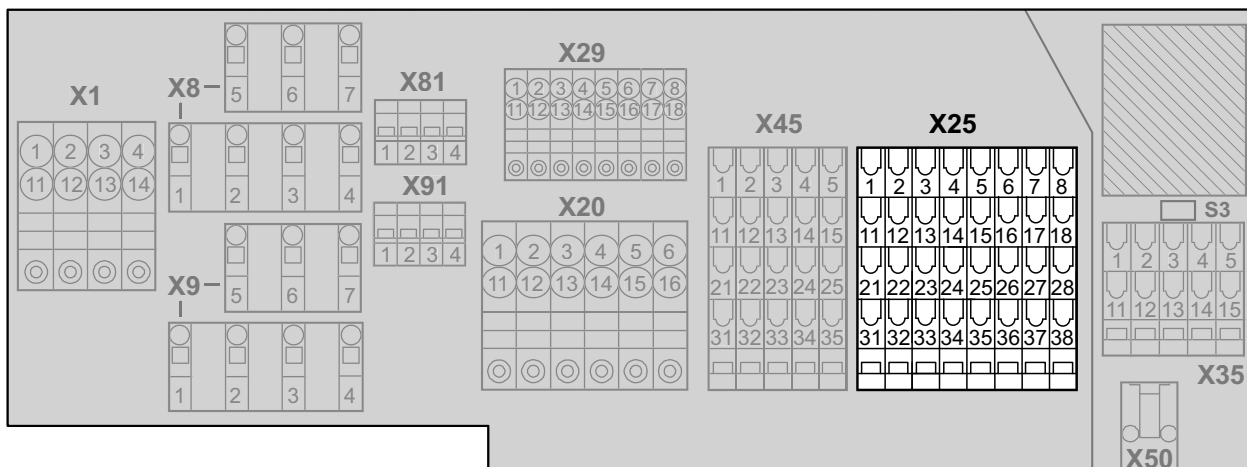 X1
1 2 3 4
11 12 13 14
X8
5 6 7
1 2 3 4
X9
5 6 7
1 2 3 4
X81
1 2 3 4
X91
1 2 3 4
X29
1 2 3 4 5 6 7 8
11 12 13 14 15 16 17 18
X20
1 2 3 4 5 6
11 12 13 14 15 16
X45
1 2 3 4 5
11 12 13 14 15
21 22 23 24 25
31 32 33 34 35
X25
1 2 3 4 5 6 7 8
11 12 13 14 15 16 17 18
21 22 23 24 25 26 27 28
31 32 33 34 35 36 37 38
S3
1 2 3 4 5
11 12 13 14 15
X35
X50